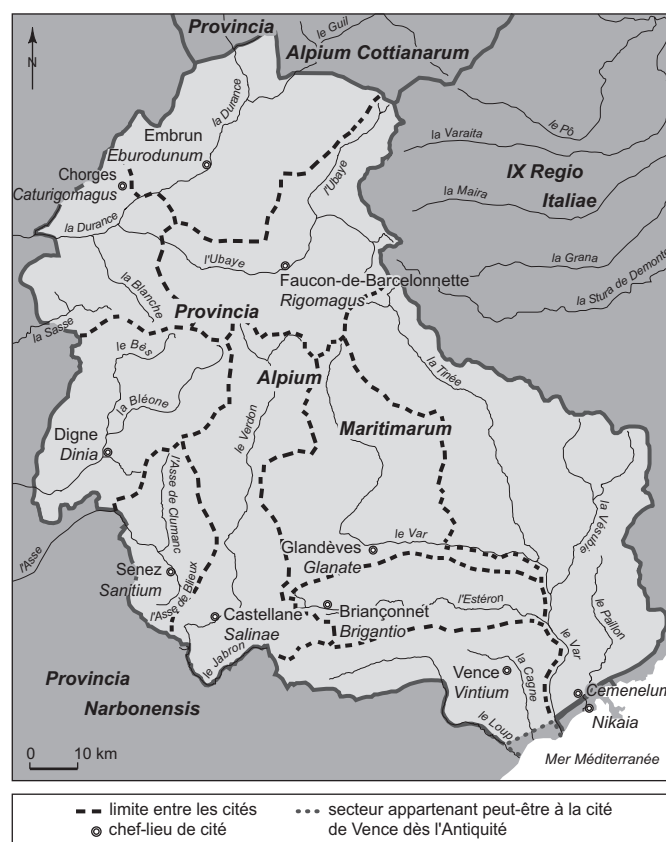 Provincia
le Guil
Alpium Cottianarum
N
la Durance
Embrun
Eburodunum
Chorges
Caturigomagus
la Durance
l'Ubaye
le Pô
la Varaita
IX Regio
Italiae
la Maira
la Grana
la Stura de Demonte
l'Ubaye
Faucon-de-Barcelonnette
Rigomagus
la Blanche
la Sasse
Provincia
le Bès
Alpium
la Tinée
la Bléone
le Verdon
Maritimarum
Digne
Dinia
l'Asse de Clumanc
la Vésubie
l'Asse
le Var
Glandèves
Glanate
Senez
Sanitium
l'Asse de Blieux
Castellane
Salinae
Briançonnet
Brigantio
l'Estéron
le Paillon
le Var
le Jabron
Vence
Vintium
la Cagne
Cemenelum
Nikaia
le Loup
Provincia
Narbonensis
0 10 km
Mer Méditerranée
limite entre les cités
chef-lieu de cité
secteur appartenant peut-être à la cité
de Vence dès l'Antiquité